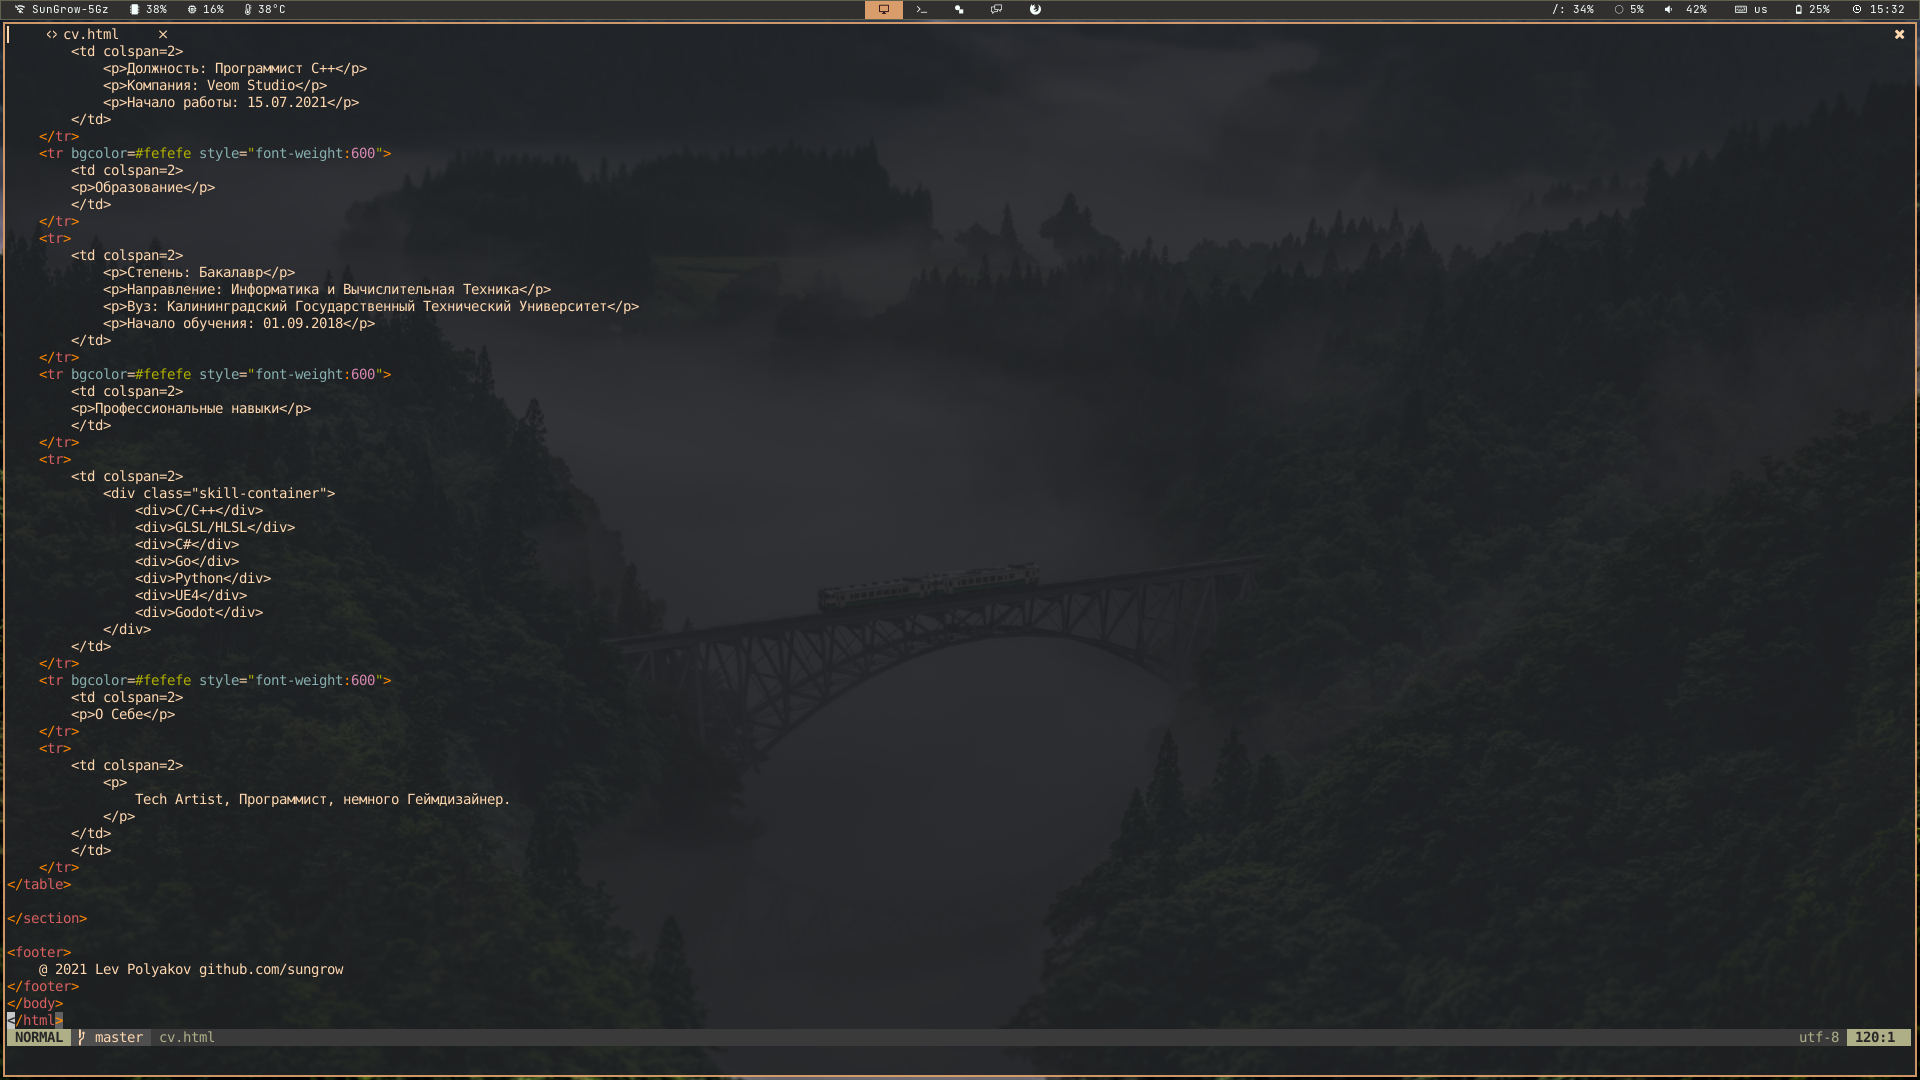 SunGrow-5Gz 38% 16% 38°C /: 34% 5% 42% us 25% 15:32
<> cv.html ×
        <td colspan=2>
            <p>Должность: Программист C++</p>
            <p>Компания: Veom Studio</p>
            <p>Начало работы: 15.07.2021</p>
        </td>
    </tr>
    <tr bgcolor=#fefefe style="font-weight:600">
        <td colspan=2>
        <p>Образование</p>
        </td>
    </tr>
    <tr>
        <td colspan=2>
            <p>Степень: Бакалавр</p>
            <p>Направление: Информатика и Вычислительная Техника</p>
            <p>Вуз: Калининградский Государственный Технический Университет</p>
            <p>Начало обучения: 01.09.2018</p>
        </td>
    </tr>
    <tr bgcolor=#fefefe style="font-weight:600">
        <td colspan=2>
        <p>Профессиональные навыки</p>
        </td>
    </tr>
    <tr>
        <td colspan=2>
            <div class="skill-container">
                <div>C/C++</div>
                <div>GLSL/HLSL</div>
                <div>C#</div>
                <div>Go</div>
                <div>Python</div>
                <div>UE4</div>
                <div>Godot</div>
            </div>
        </td>
    </tr>
    <tr bgcolor=#fefefe style="font-weight:600">
        <td colspan=2>
        <p>О Себе</p>
    </tr>
    <tr>
        <td colspan=2>
            <p>
                Tech Artist, Программист, немного Геймдизайнер.
            </p>
        </td>
        </td>
    </tr>
</table>
</section>
<footer>
    @ 2021 Lev Polyakov github.com/sungrow
</footer>
</body>
</html>
NORMAL master cv.html utf-8 120:1